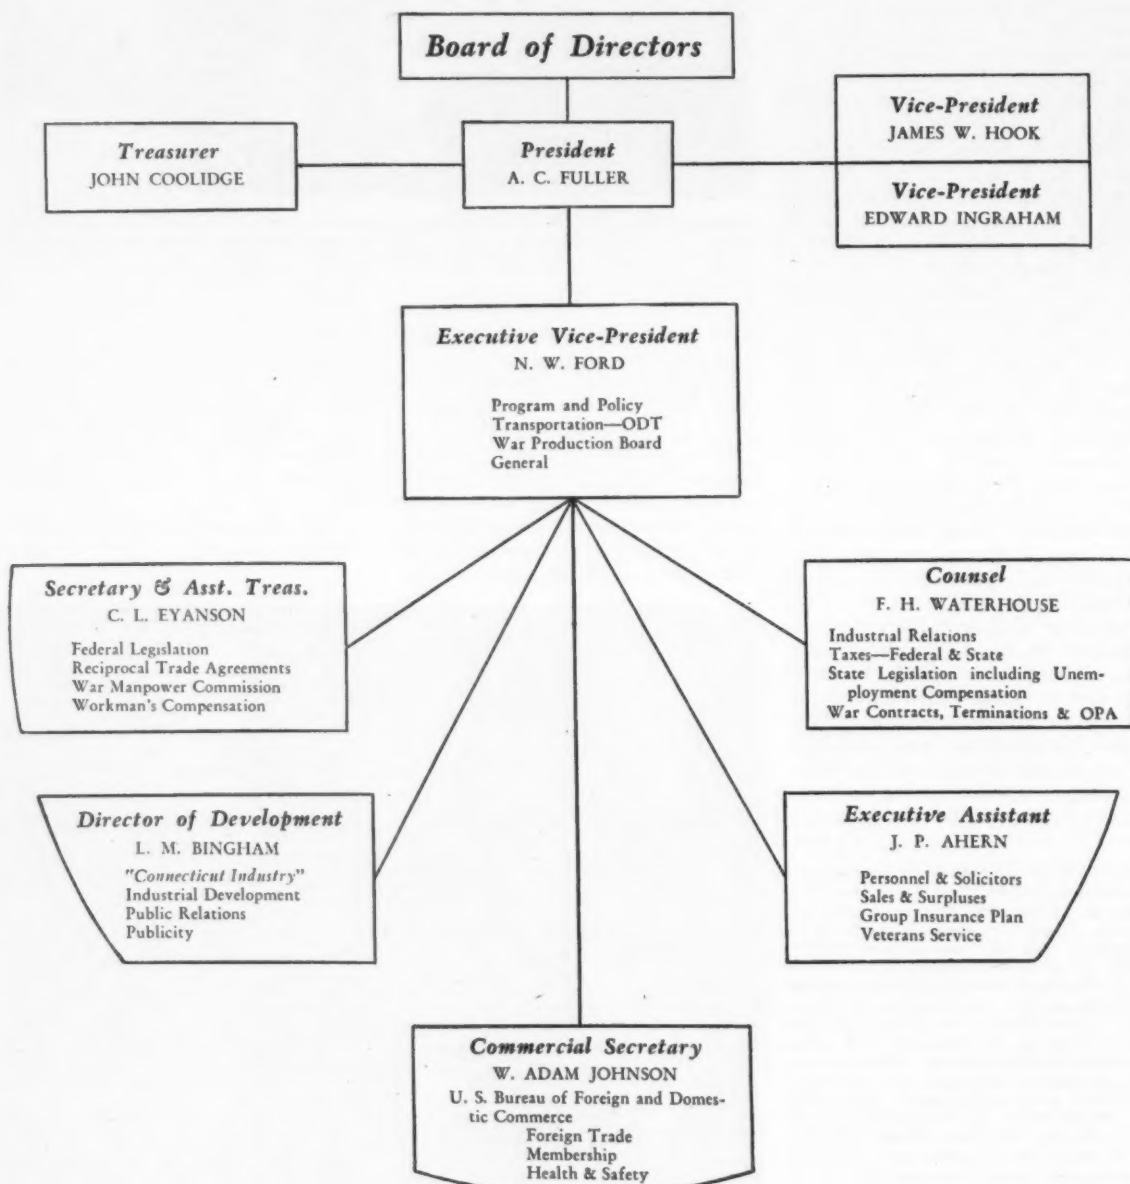 Board of Directors
Treasurer
JOHN COOLIDGE
President
A. C. FULLER
Vice-President
JAMES W. HOOK
Vice-President
EDWARD INGRAHAM
Executive Vice-President
N. W. FORD
Program and Policy
Transportation—ODT
War Production Board
General
Secretary & Asst. Treas.
C. L. EYANSON
Federal Legislation
Reciprocal Trade Agreements
War Manpower Commission
Workman's Compensation
Counsel
F. H. WATERHOUSE
Industrial Relations
Taxes—Federal & State
State Legislation including Unem-
ployment Compensation
War Contracts, Terminations & OPA
Director of Development
L. M. BINGHAM
"Connecticut Industry"
Industrial Development
Public Relations
Publicity
Executive Assistant
J. P. AHERN
Personnel & Solicitors
Sales & Surpluses
Group Insurance Plan
Veterans Service
Commercial Secretary
W. ADAM JOHNSON
U. S. Bureau of Foreign and Domes-
tic Commerce
Foreign Trade
Membership
Health & Safety